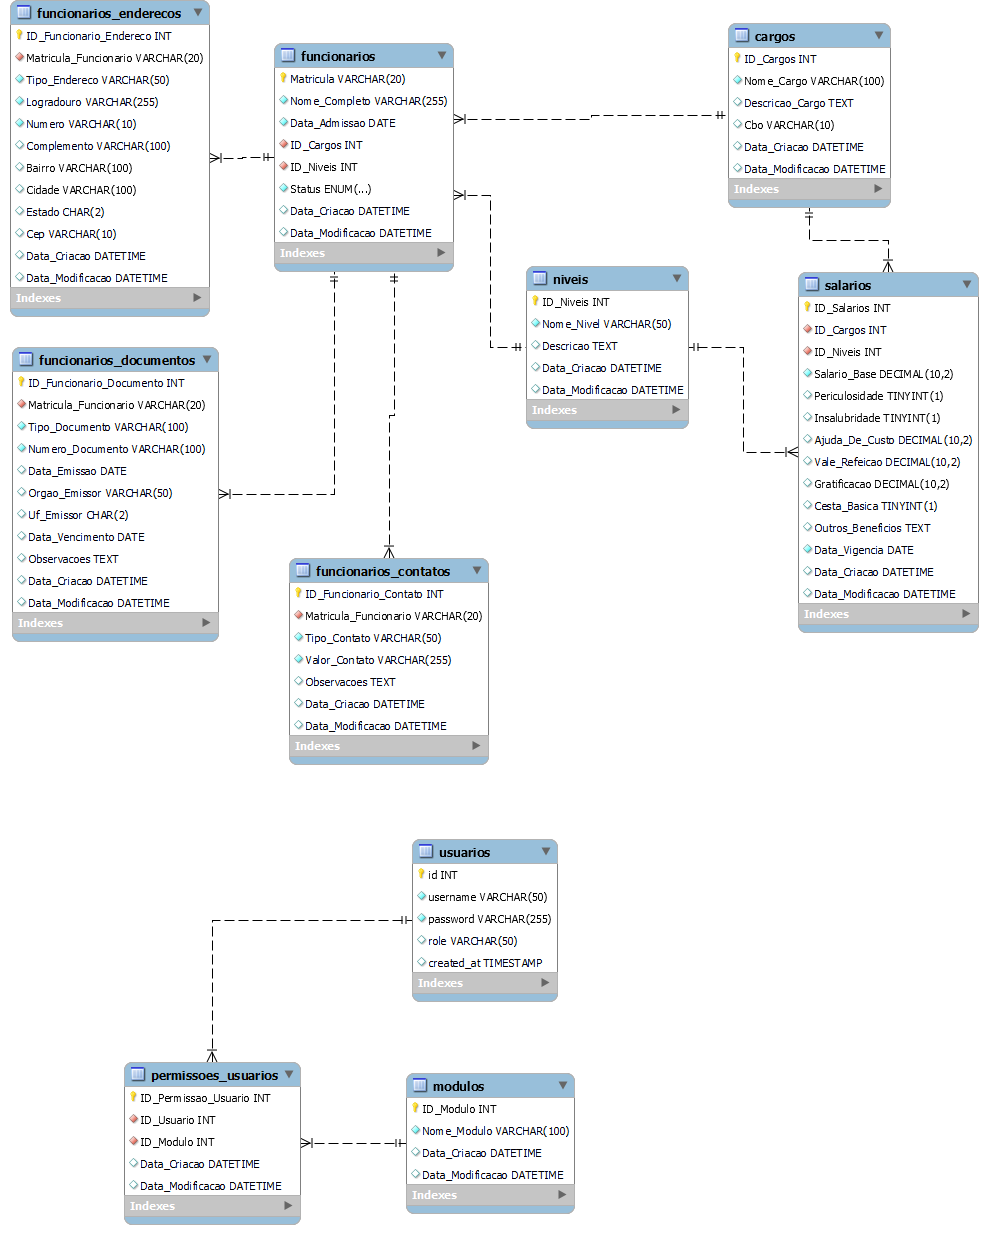 funcionarios_enderecos
ID_Funcionario_Endereco INT
Matricula_Funcionario VARCHAR(20)
Tipo_Endereco VARCHAR(50)
Logradouro VARCHAR(255)
Numero VARCHAR(10)
Complemento VARCHAR(100)
Bairro VARCHAR(100)
Cidade VARCHAR(100)
Estado CHAR(2)
Cep VARCHAR(10)
Data_Criacao DATETIME
Data_Modificacao DATETIME
Indexes
funcionarios
Matricula VARCHAR(20)
Nome_Completo VARCHAR(255)
Data_Admissao DATE
ID_Cargos INT
ID_Niveis INT
Status ENUM(...)
Data_Criacao DATETIME
Data_Modificacao DATETIME
Indexes
cargos
ID_Cargos INT
Nome_Cargo VARCHAR(100)
Descricao_Cargo TEXT
Cbo VARCHAR(10)
Data_Criacao DATETIME
Data_Modificacao DATETIME
Indexes
niveis
ID_Niveis INT
Nome_Nivel VARCHAR(50)
Descricao TEXT
Data_Criacao DATETIME
Data_Modificacao DATETIME
Indexes
salarios
ID_Salarios INT
ID_Cargos INT
ID_Niveis INT
Salario_Base DECIMAL(10,2)
Periculosidade TINYINT(1)
Insalubridade TINYINT(1)
Ajuda_De_Custo DECIMAL(10,2)
Vale_Refeicao DECIMAL(10,2)
Gratificacao DECIMAL(10,2)
Cesta_Basica TINYINT(1)
Outros_Beneficios TEXT
Data_Vigencia DATE
Data_Criacao DATETIME
Data_Modificacao DATETIME
Indexes
funcionarios_documentos
ID_Funcionario_Documento INT
Matricula_Funcionario VARCHAR(20)
Tipo_Documento VARCHAR(100)
Numero_Documento VARCHAR(100)
Data_Emissao DATE
Orgao_Emissor VARCHAR(50)
Uf_Emissor CHAR(2)
Data_Vencimento DATE
Observacoes TEXT
Data_Criacao DATETIME
Data_Modificacao DATETIME
Indexes
funcionarios_contatos
ID_Funcionario_Contato INT
Matricula_Funcionario VARCHAR(20)
Tipo_Contato VARCHAR(50)
Valor_Contato VARCHAR(255)
Observacoes TEXT
Data_Criacao DATETIME
Data_Modificacao DATETIME
Indexes
usuarios
id INT
username VARCHAR(50)
password VARCHAR(255)
role VARCHAR(50)
created_at TIMESTAMP
Indexes
permissoes_usuarios
ID_Permissao_Usuario INT
ID_Usuario INT
ID_Modulo INT
Data_Criacao DATETIME
Data_Modificacao DATETIME
Indexes
modulos
ID_Modulo INT
Nome_Modulo VARCHAR(100)
Data_Criacao DATETIME
Data_Modificacao DATETIME
Indexes